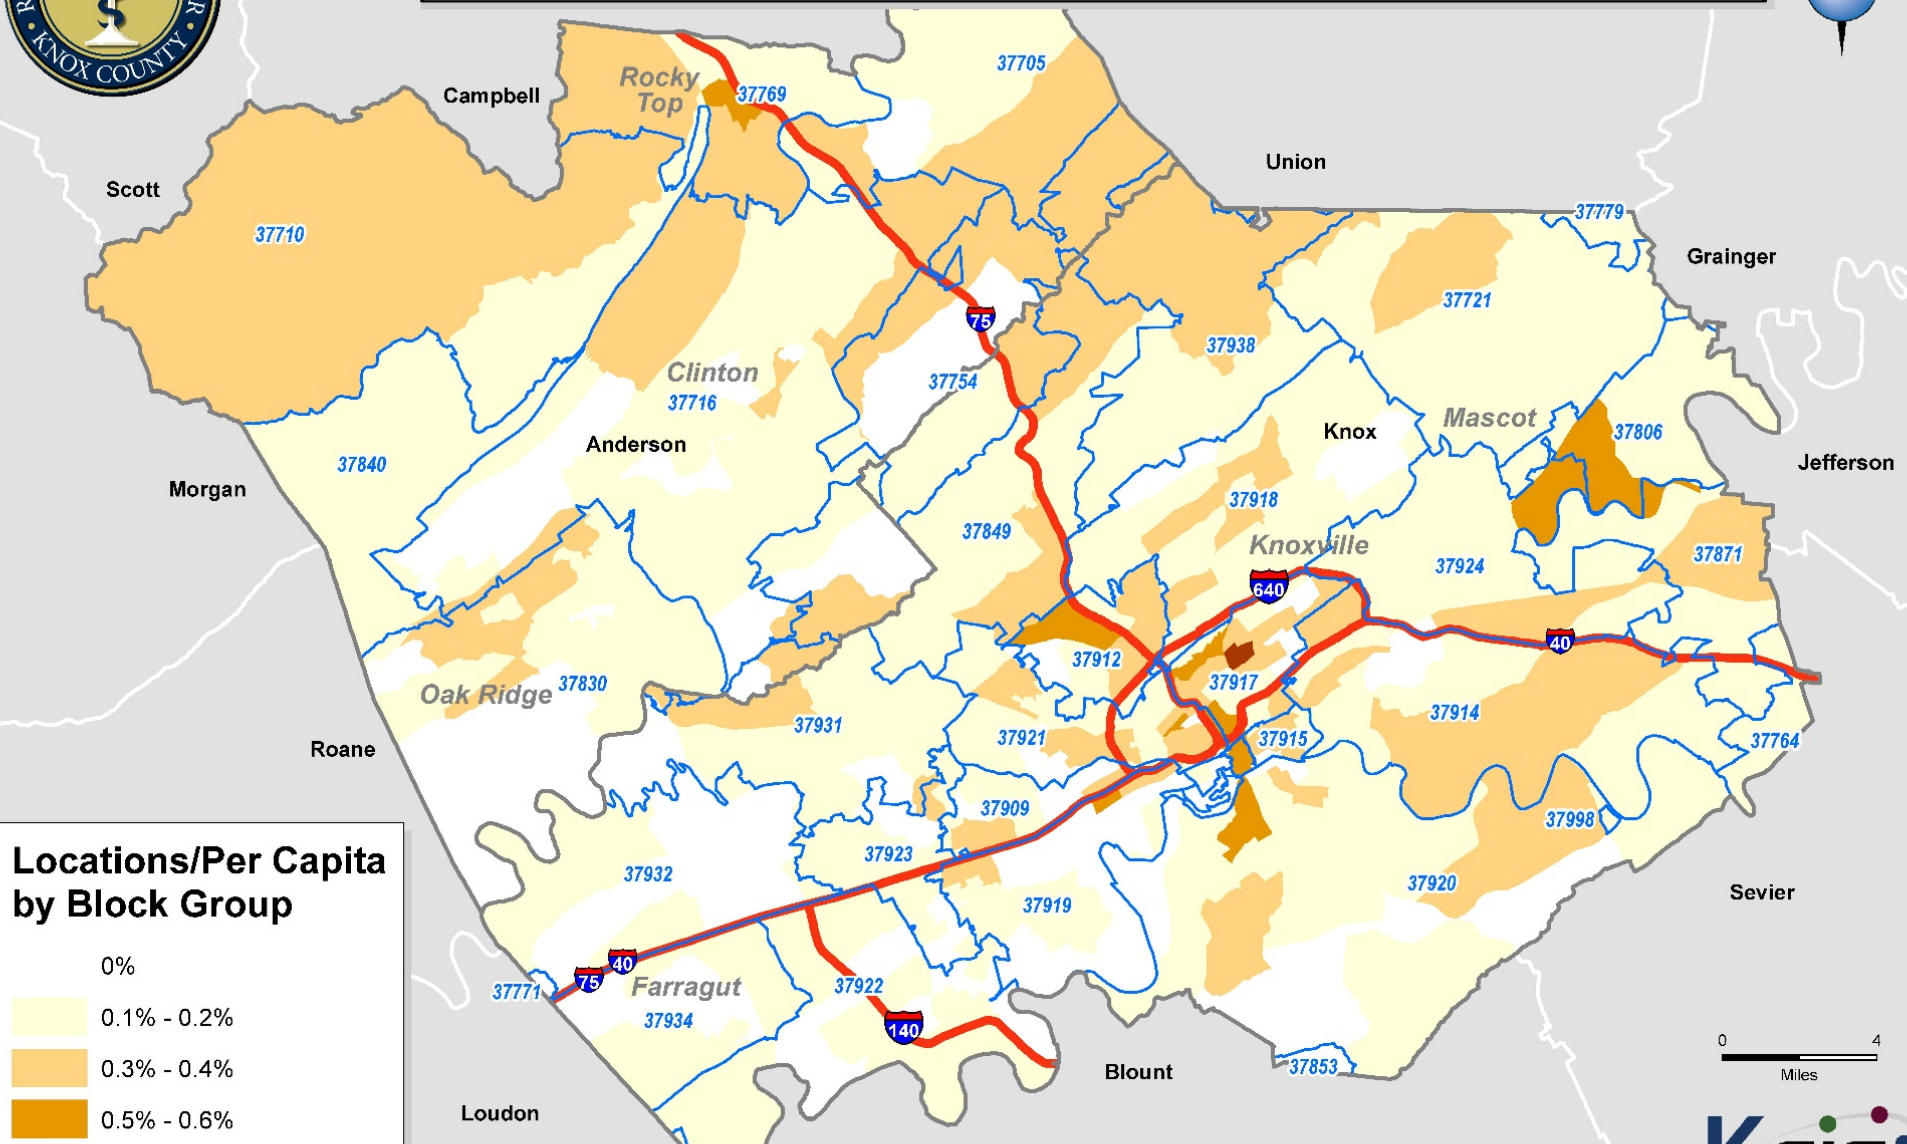 KNOX COUNTY
37705
Rocky
Top
37769
Campbell
Union
Scott
37779
37710
Grainger
37721
75
37938
37754
Clinton
37716
Knox
Mascot
37806
Anderson
37840
Jefferson
Morgan
37918
37849
Knoxville
37871
37924
640
40
37912
37917
Oak Ridge
37830
37914
37931
37921
37915
37764
Roane
37909
37998
37923
37932
37920
Sevier
37919
40
75
37771
Farragut
37922
37934
140
37853
Blount
Loudon
Locations/Per Capita
by Block Group
0%
0.1% - 0.2%
0.3% - 0.4%
0.5% - 0.6%
0 4
Miles